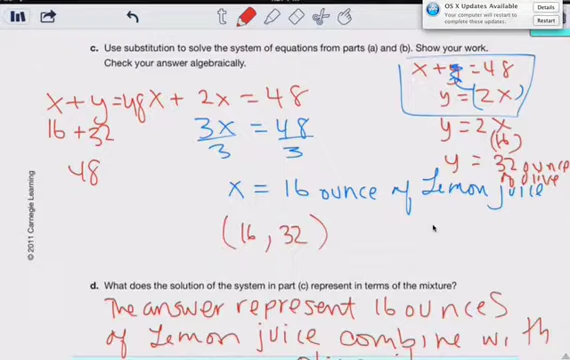 OS X Updates Available
Your computer will restart to complete these updates.
Details
Restart
c. Use substitution to solve the system of equations from parts (a) and (b). Show your work.
Check your answer algebraically.
x + y = 48
y = (2x)
x + y = 48
x + 2x = 48
16 + 32
48
3x = 48
3 3
y = 2x
(16)
y = 32 ounce
of olive
x = 16 ounce of Lemon juice
(16, 32)
© 2011 Carnegie Learning
d. What does the solution of the system in part (c) represent in terms of the mixture?
The answer represent 16 ounces
of Lemon juice combine with